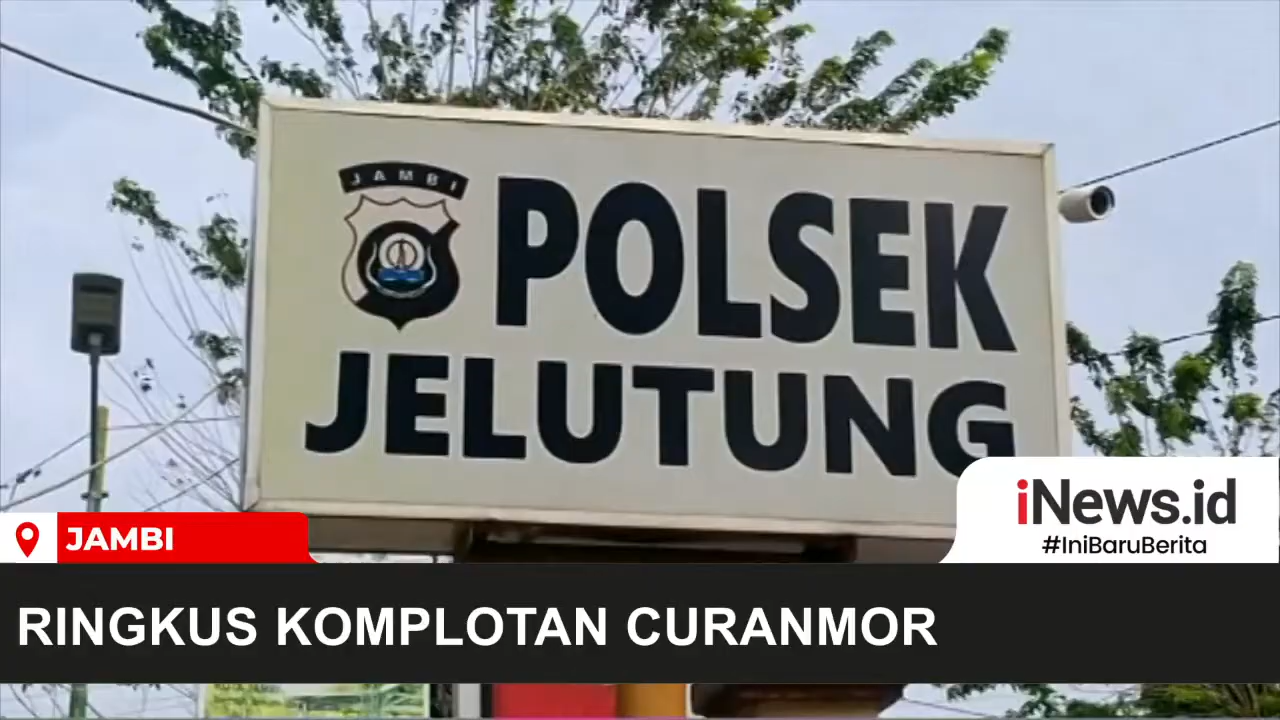 JAMBI
POLSEK
JELUTUNG
iNews.id
#IniBaruBerita
JAMBI
RINGKUS KOMPLOTAN CURANMOR